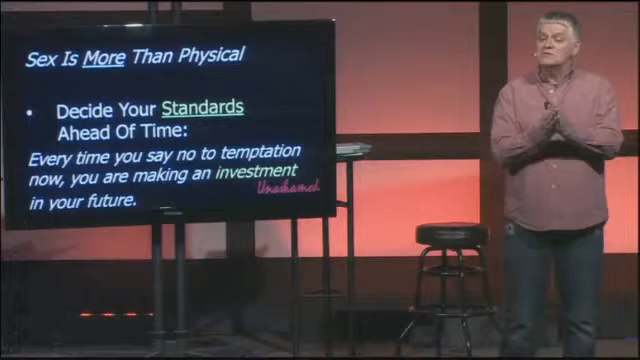 Sex Is More Than Physical
• Decide Your Standards
Ahead Of Time:
Every time you say no to temptation
now, you are making an investment
in your future.
Unashamed